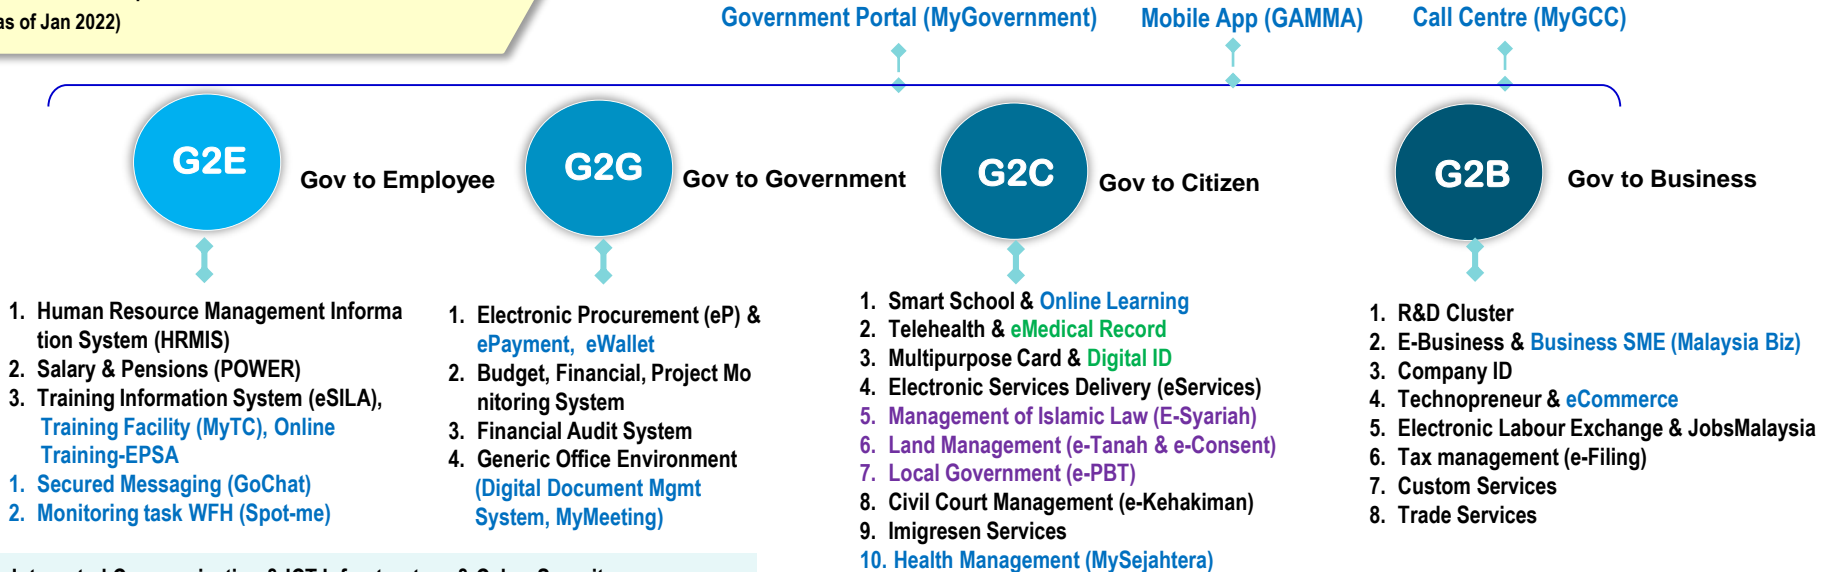 as of Jan 2022)
Government Portal (MyGovernment)
Mobile App (GAMMA)
Call Centre (MyGCC)
G2E
Gov to Employee
G2G
Gov to Government
G2C
Gov to Citizen
G2B
Gov to Business
1. Human Resource Management Informa
tion System (HRMIS)
2. Salary & Pensions (POWER)
3. Training Information System (eSILA),
Training Facility (MyTC), Online
Training-EPSA
1. Secured Messaging (GoChat)
2. Monitoring task WFH (Spot-me)
1. Electronic Procurement (eP) &
ePayment, eWallet
2. Budget, Financial, Project Mo
nitoring System
3. Financial Audit System
4. Generic Office Environment
(Digital Document Mgmt
System, MyMeeting)
1. Smart School & Online Learning
2. Telehealth & eMedical Record
3. Multipurpose Card & Digital ID
4. Electronic Services Delivery (eServices)
5. Management of Islamic Law (E-Syariah)
6. Land Management (e-Tanah & e-Consent)
7. Local Government (e-PBT)
8. Civil Court Management (e-Kehakiman)
9. Imigresen Services
10. Health Management (MySejahtera)
1. R&D Cluster
2. E-Business & Business SME (Malaysia Biz)
3. Company ID
4. Technopreneur & eCommerce
5. Electronic Labour Exchange & JobsMalaysia
6. Tax management (e-Filing)
7. Custom Services
8. Trade Services